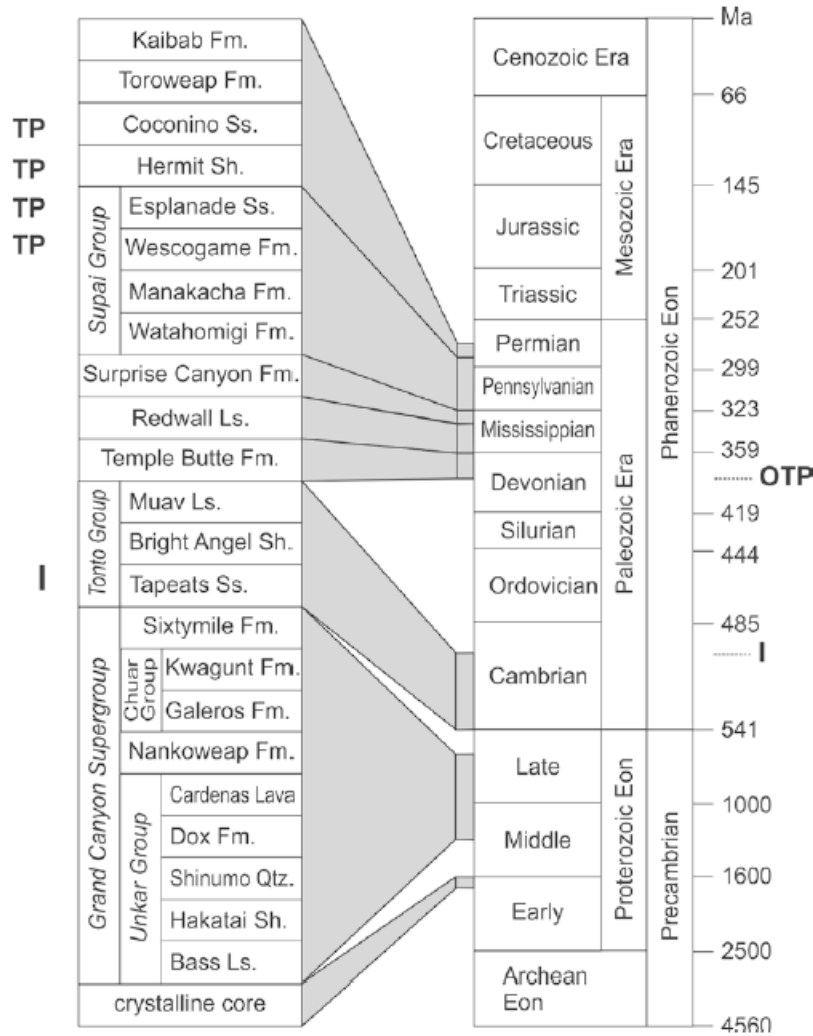 Kaibab Fm.
Toroweap Fm.
TP
Coconino Ss.
TP
Hermit Sh.
TP
Supai Group
Esplanade Ss.
TP
Wescogame Fm.
Manakacha Fm.
Watahomigi Fm.
Surprise Canyon Fm.
Redwall Ls.
Temple Butte Fm.
Tonto Group
Muav Ls.
Bright Angel Sh.
I
Tapeats Ss.
Grand Canyon Supergroup
Sixtymile Fm.
Chuar
Group
Kwagunt Fm.
Galeros Fm.
Nankoweap Fm.
Unkar Group
Cardenas Lava
Dox Fm.
Shinumo Qtz.
Hakatai Sh.
Bass Ls.
crystalline core
Cenozoic Era
Cretaceous
Jurassic
Triassic
Mesozoic Era
Permian
Pennsylvanian
Mississippian
Devonian
Silurian
Ordovician
Cambrian
Paleozoic Era
Phanerozoic Eon
Late
Middle
Early
Proterozoic Eon
Archean
Eon
Precambrian
Ma
66
145
201
252
299
323
359
OTP
419
444
485
I
541
1000
1600
2500
4560